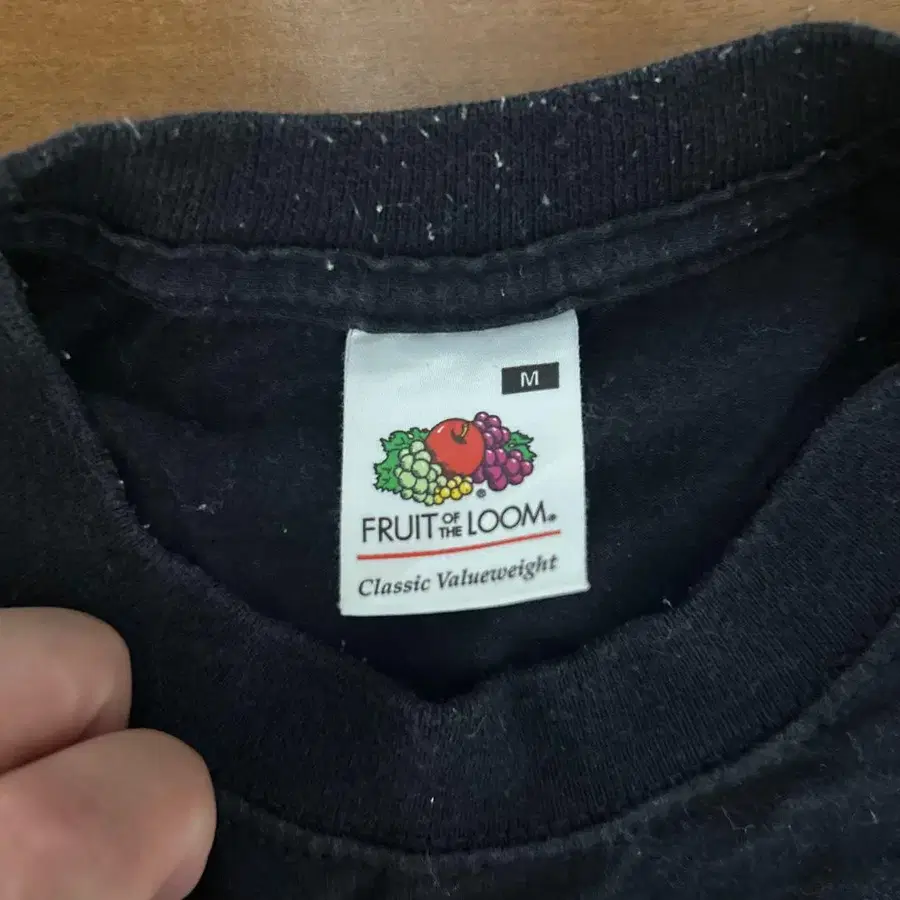 M
®
FRUIT OF THE LOOM®
Classic Valueweight